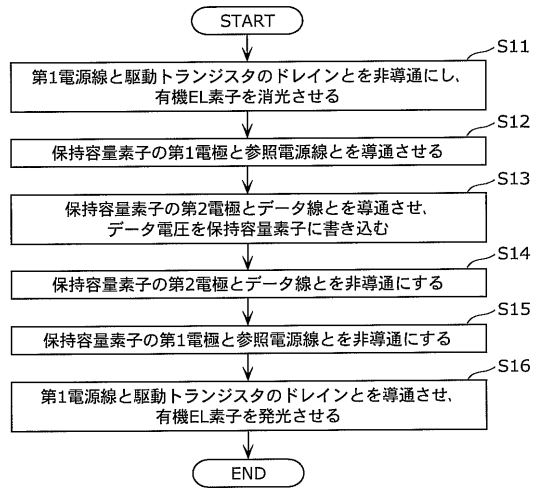 START
S11
第1電源線と駆動トランジスタのドレインとを非導通にし、
有機EL素子を消光させる
S12
保持容量素子の第1電極と参照電源線とを導通させる
S13
保持容量素子の第2電極とデータ線とを導通させ、
データ電圧を保持容量素子に書き込む
S14
保持容量素子の第2電極とデータ線とを非導通にする
S15
保持容量素子の第1電極と参照電源線とを非導通にする
S16
第1電源線と駆動トランジスタのドレインとを導通させ、
有機EL素子を発光させる
END